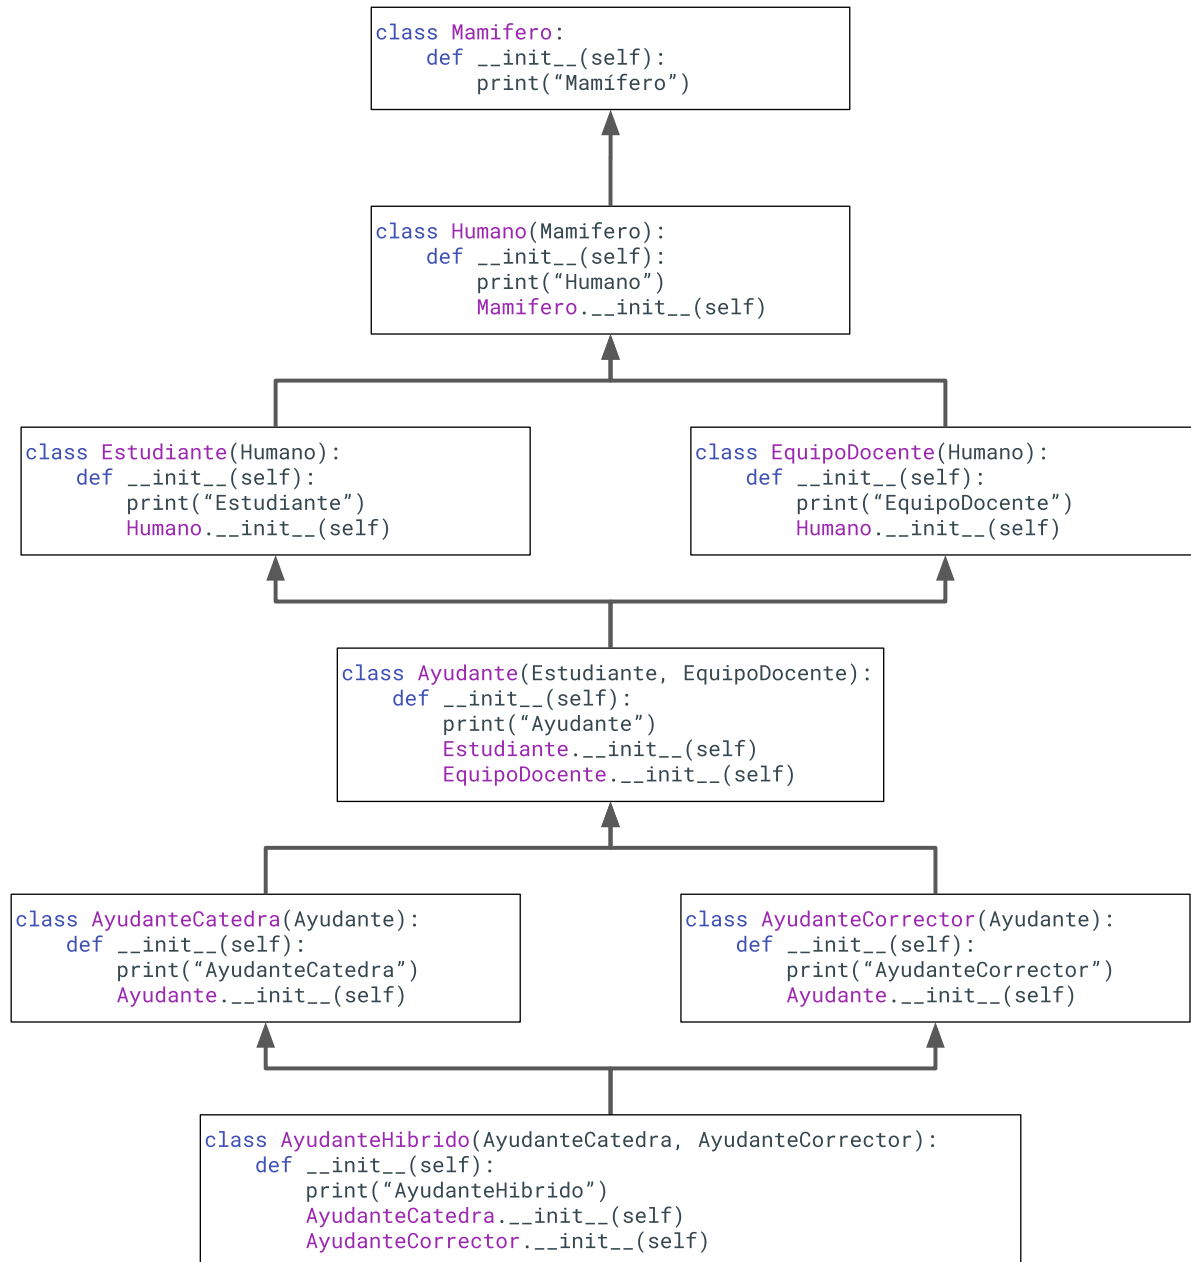 class Mamifero:
    def __init__(self):
        print(“Mamífero”)
class Humano(Mamifero):
    def __init__(self):
        print(“Humano”)
        Mamifero.__init__(self)
class Estudiante(Humano):
    def __init__(self):
        print(“Estudiante”)
        Humano.__init__(self)
class EquipoDocente(Humano):
    def __init__(self):
        print(“EquipoDocente”)
        Humano.__init__(self)
class Ayudante(Estudiante, EquipoDocente):
    def __init__(self):
        print(“Ayudante”)
        Estudiante.__init__(self)
        EquipoDocente.__init__(self)
class AyudanteCatedra(Ayudante):
    def __init__(self):
        print(“AyudanteCatedra”)
        Ayudante.__init__(self)
class AyudanteCorrector(Ayudante):
    def __init__(self):
        print(“AyudanteCorrector”)
        Ayudante.__init__(self)
class AyudanteHibrido(AyudanteCatedra, AyudanteCorrector):
    def __init__(self):
        print(“AyudanteHibrido”)
        AyudanteCatedra.__init__(self)
        AyudanteCorrector.__init__(self)